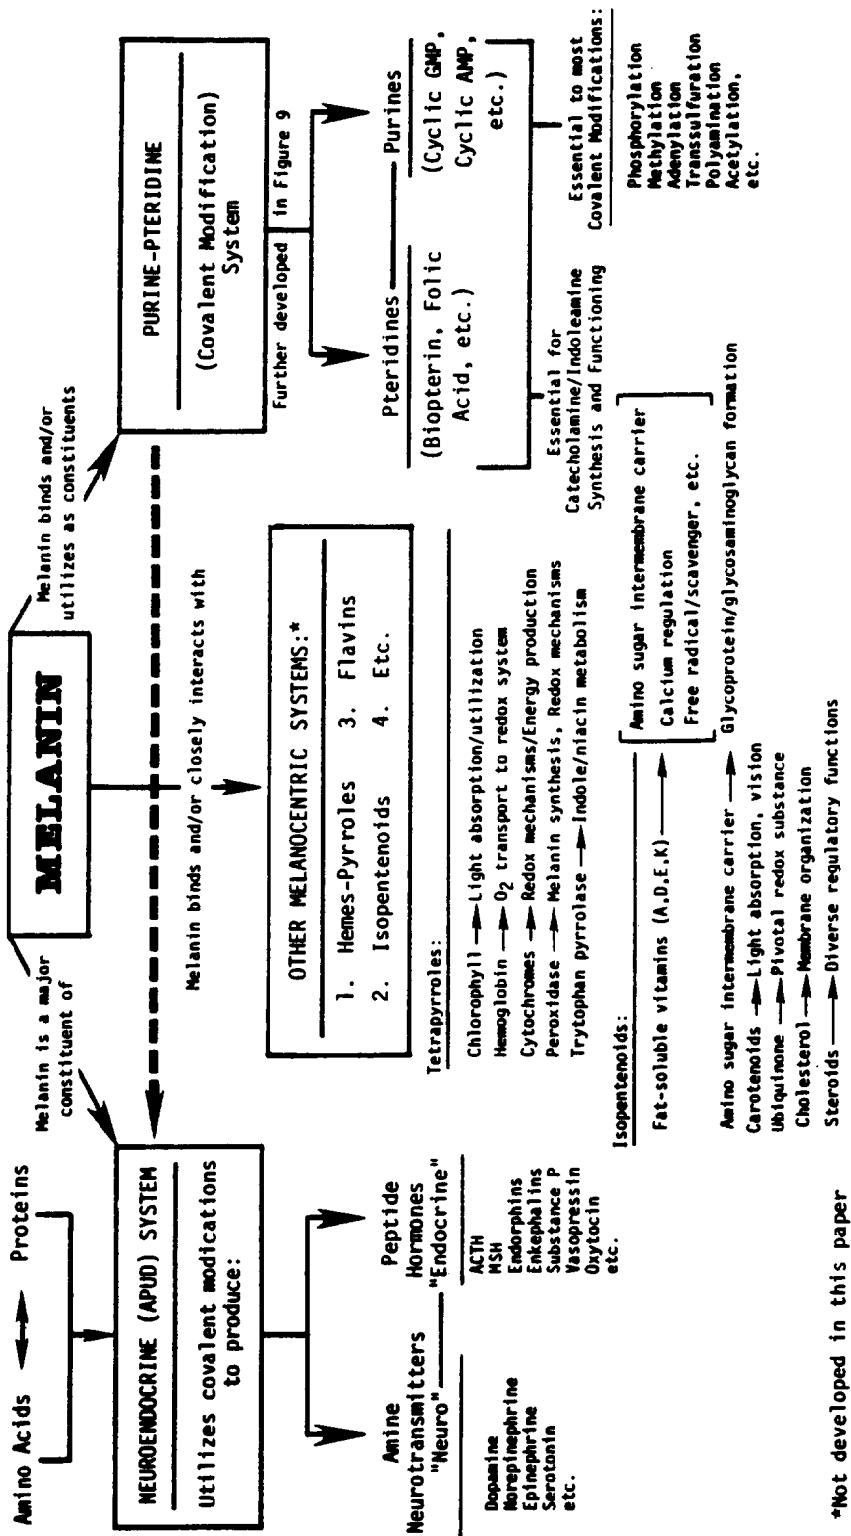 MELANIN
Amino Acids
Proteins
Melanin is a major
constituent of
Melanin binds and/or
utilizes as constituents
NEUROENDOCRINE (APUD) SYSTEM
Utilizes covalent modications
to produce:
Amine
Neurotransmitters
"Neuro"
Dopamine
Norepinephrine
Epinephrine
Serotonin
etc.
Peptide
Hormones
"Endocrine"
ACTH
MSH
Endorphins
Enkephalins
Substance P
Vasopressin
Oxytocin
etc.
Melanin binds and/or closely interacts with
OTHER MELANOCENTRIC SYSTEMS:*
1. Hemes-Pyrroles 3. Flavins
2. Isopentenoids 4. Etc.
Tetrapyrroles:
Chlorophyll → Light absorption/utilization
Hemoglobin → O2 transport to redox system
Cytochromes → Redox mechanisms/Energy production
Peroxidase → Melanin synthesis, Redox mechanisms
Trytophan pyrrolase → Indole/niacin metabolism
Isopentenoids:
Fat-soluble vitamins (A,D,E,K)
Amino sugar intermembrane carrier
Calcium regulation
Free radical/scavenger, etc.
Amino sugar intermembrane carrier → Glycoprotein/glycosaminoglycan formation
Carotenoids → Light absorption, vision
Ubiquinone → Pivotal redox substance
Cholesterol → Membrane organization
Steroids → Diverse regulatory functions
PURINE-PTERIDINE
(Covalent Modification)
System
Further developed in Figure 9
Pteridines
(Biopterin, Folic
Acid, etc.)
Purines
(Cyclic GMP,
Cyclic AMP,
etc.)
Essential for
Catecholamine/Indoleamine
Synthesis and Functioning
Essential to most
Covalent Modifications:
Phosphorylation
Methylation
Adenylation
Transsulfuration
Polyamination
Acetylation,
etc.
*Not developed in this paper